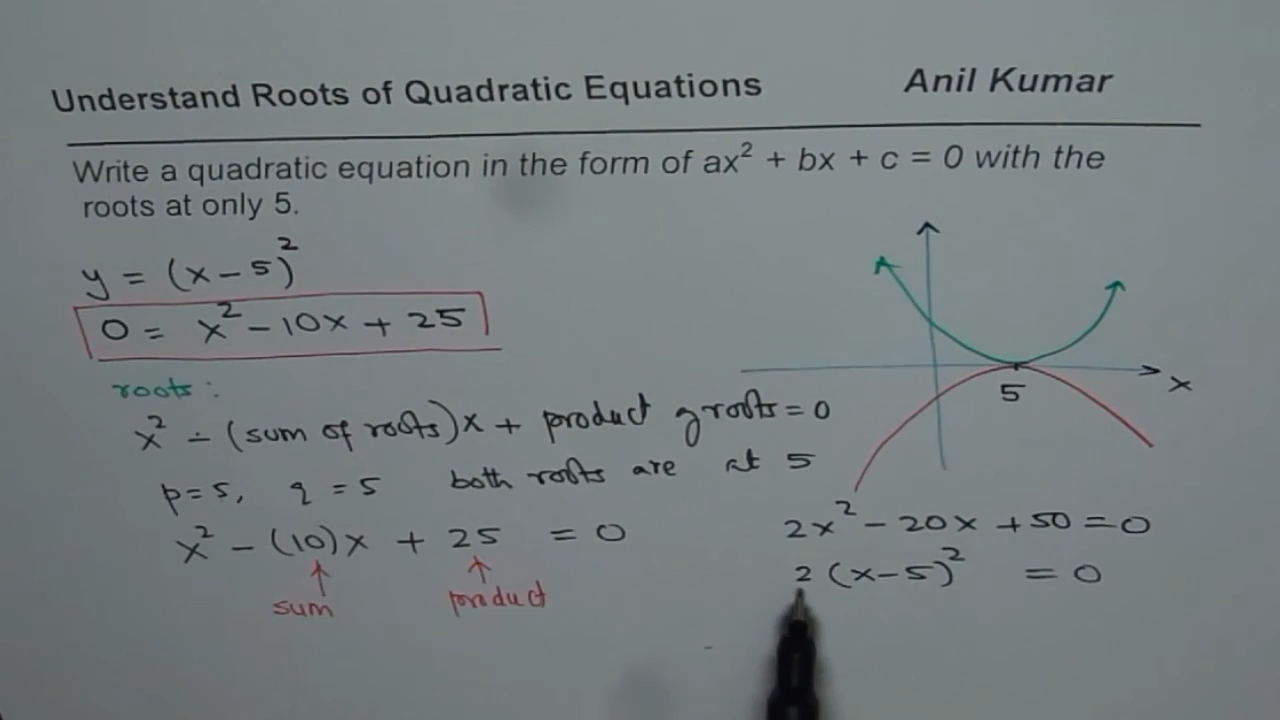 Understand Roots of Quadratic Equations Anil Kumar
Write a quadratic equation in the form of ax² + bx + c = 0 with the
roots at only 5.
y = (x-5)²
0 = x² - 10x + 25
roots:
x² - (sum of roots)x + product of roots = 0
p = 5, q = 5 both roots are at 5
x² - (10)x + 25 = 0
sum product
x
5
2x² - 20x + 50 = 0
2(x-5)² = 0